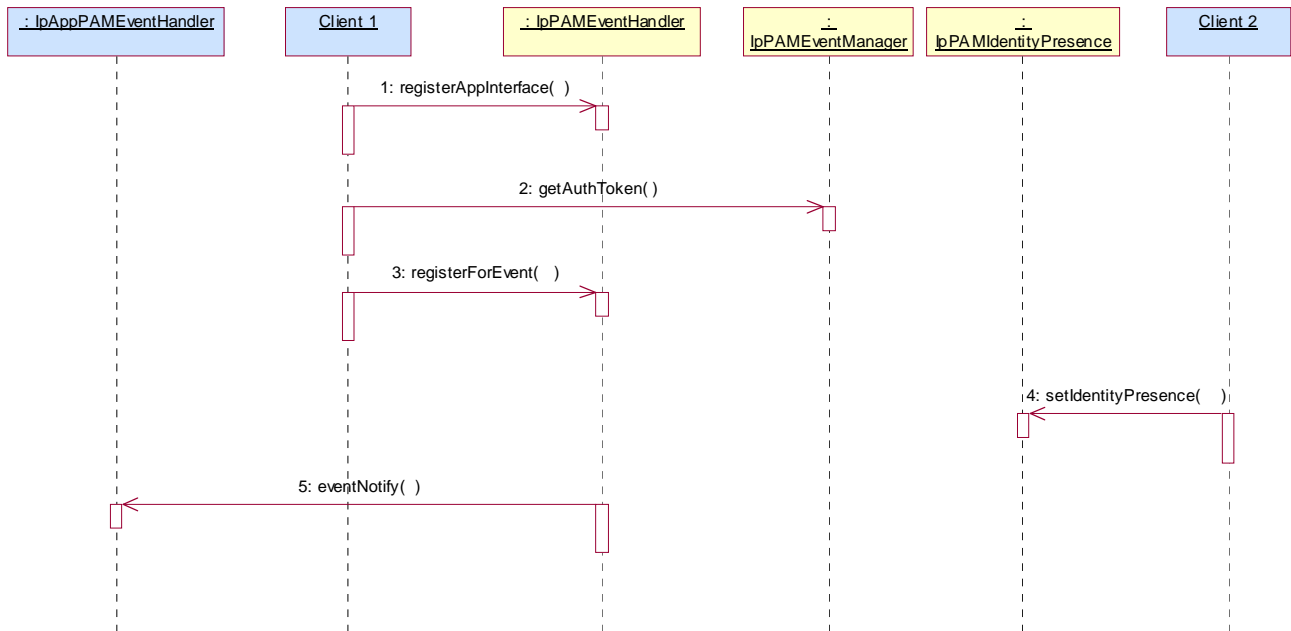 : IpAppPAMEventHandler
Client 1
: IpPAMEventHandler
:
IpPAMEventManager
:
IpPAMIdentityPresence
Client 2
1: registerAppInterface( )
2: getAuthToken( )
3: registerForEvent( )
4: setIdentityPresence( )
5: eventNotify( )